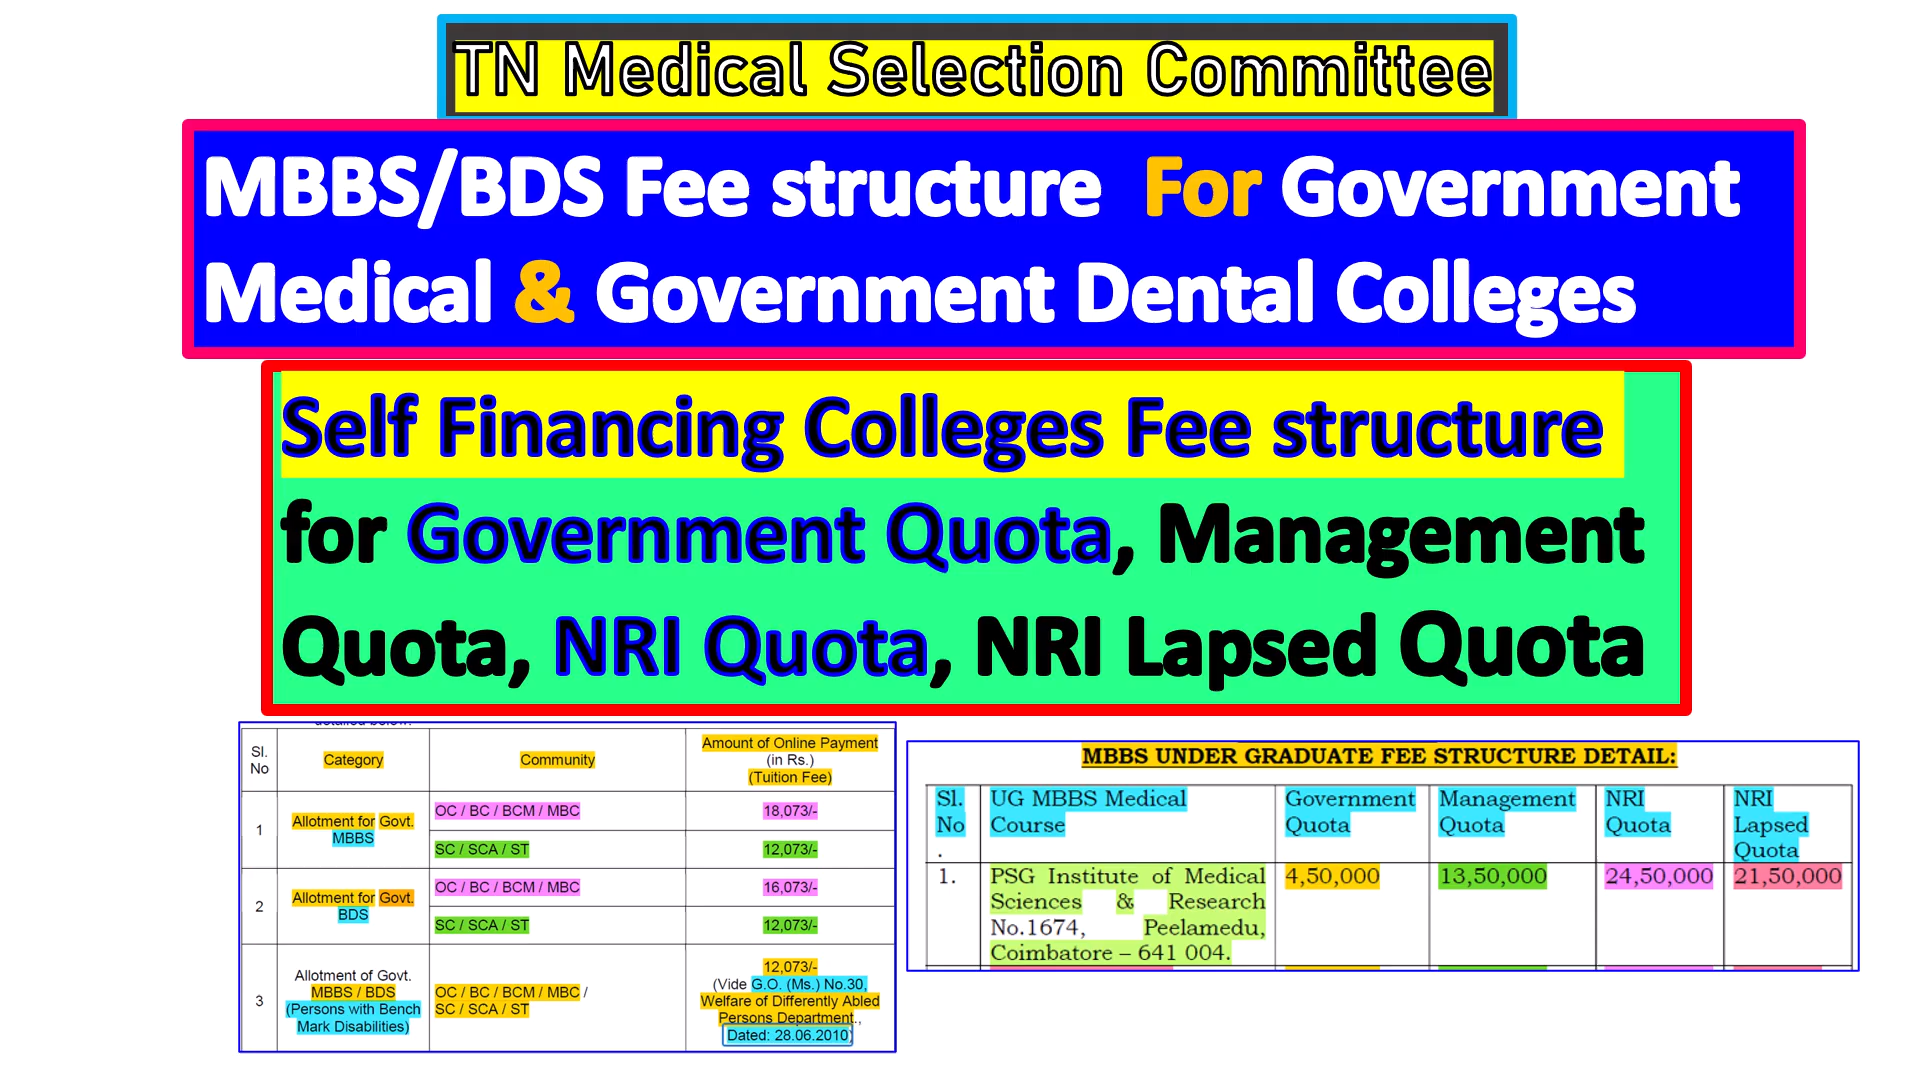 TN Medical Selection Committee
MBBS/BDS Fee structure For Government
Medical & Government Dental Colleges
Self Financing Colleges Fee structure
for Government Quota, Management
Quota, NRI Quota, NRI Lapsed Quota
Sl. No
Category
Community
Amount of Online Payment
(in Rs.)
(Tuition Fee)
1
Allotment for Govt.
MBBS
OC / BC / BCM / MBC
18,073/-
SC / SCA / ST
12,073/-
2
Allotment for Govt.
BDS
OC / BC / BCM / MBC
16,073/-
SC / SCA / ST
12,073/-
3
Allotment of Govt.
MBBS / BDS
(Persons with Bench
Mark Disabilities)
OC / BC / BCM / MBC /
SC / SCA / ST
12,073/-
(Vide G.O. (Ms.) No.30,
Welfare of Differently Abled
Persons Department.,
Dated: 28.06.2010)
MBBS UNDER GRADUATE FEE STRUCTURE DETAIL:
Sl.
No
.
UG MBBS Medical
Course
Government
Quota
Management
Quota
NRI
Quota
NRI
Lapsed
Quota
1.
PSG Institute of Medical
Sciences & Research
No.1674, Peelamedu,
Coimbatore – 641 004.
4,50,000
13,50,000
24,50,000
21,50,000